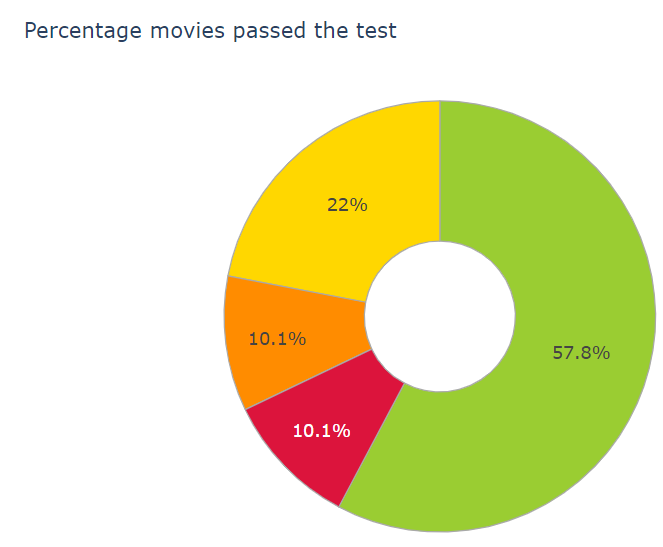 Percentage movies passed the test
22%
57.8%
10.1%
10.1%